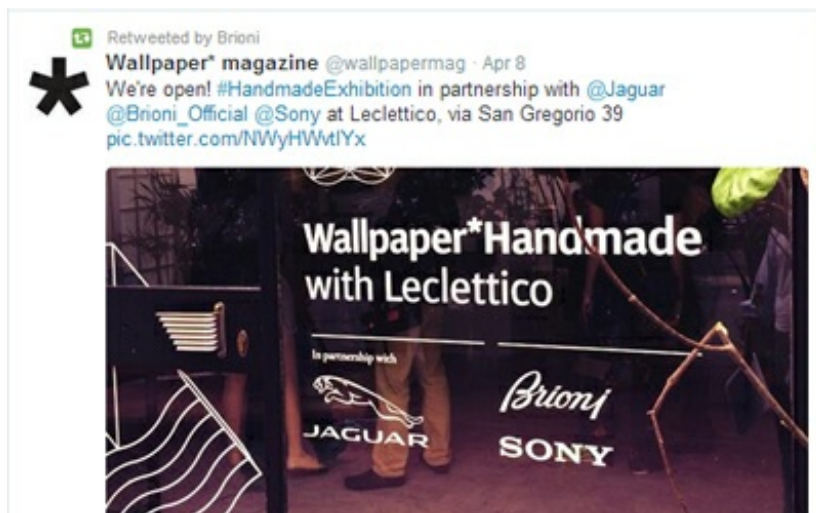 Retweeted by Brioni
Wallpaper* magazine @wallpapermag · Apr 8
We're open! #HandmadeExhibition in partnership with @Jaguar
@Brioni_Official @Sony at Leclettico, via San Gregorio 39
pic.twitter.com/NWyHWvtlYx
Wallpaper*Handmade
with Leclettico
In partnership with
JAGUAR
Brioni
SONY